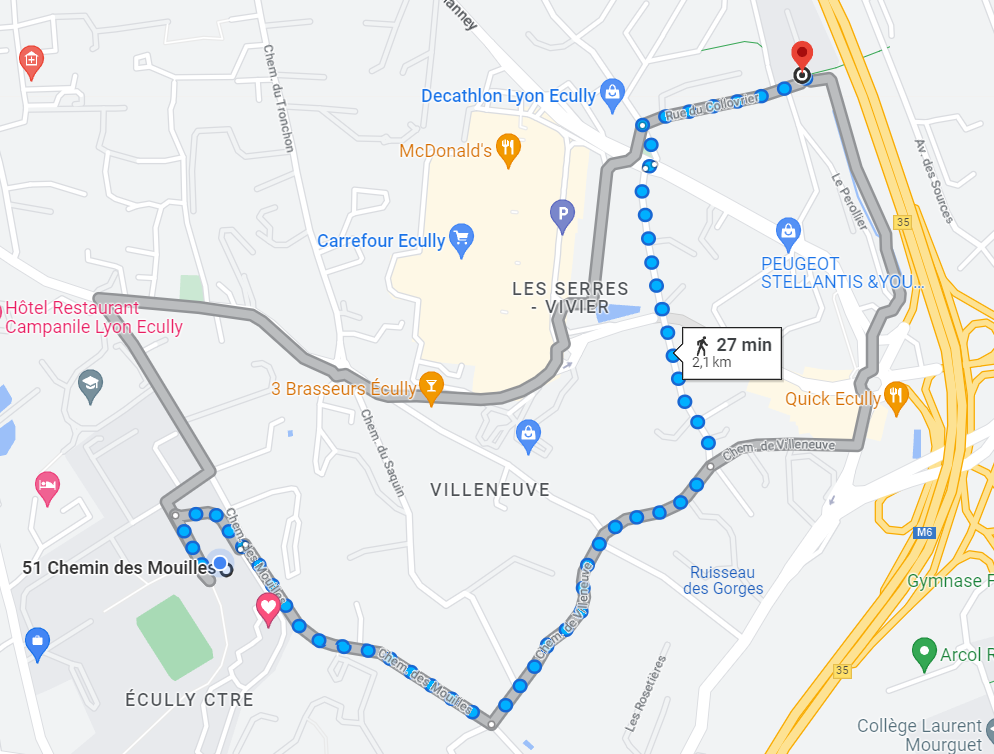 anney
Chem. du Tronchon
Decathlon Lyon Ecully
Rue du Collovrier
McDonald's
Av. des Sources
Le Perollier
P
35
Carrefour Ecully
PEUGEOT
STELLANTIS &YOU...
LES SERRES
- VIVIER
Hôtel Restaurant
Campanile Lyon Ecully
27 min
2,1 km
3 Brasseurs Écully
Quick Ecully
Chem. du Saquin
Chem. de Villeneuve
VILLENEUVE
Chem. des Mouilles
M6
51 Chemin des Mouilles
Ruisseau
des Gorges
Gymnase F
Chem. de Villeneuve
Arcol R
35
Chem. des Mouilles
Les Rosetières
ÉCULLY CTRE
Collège Laurent
Mourguet